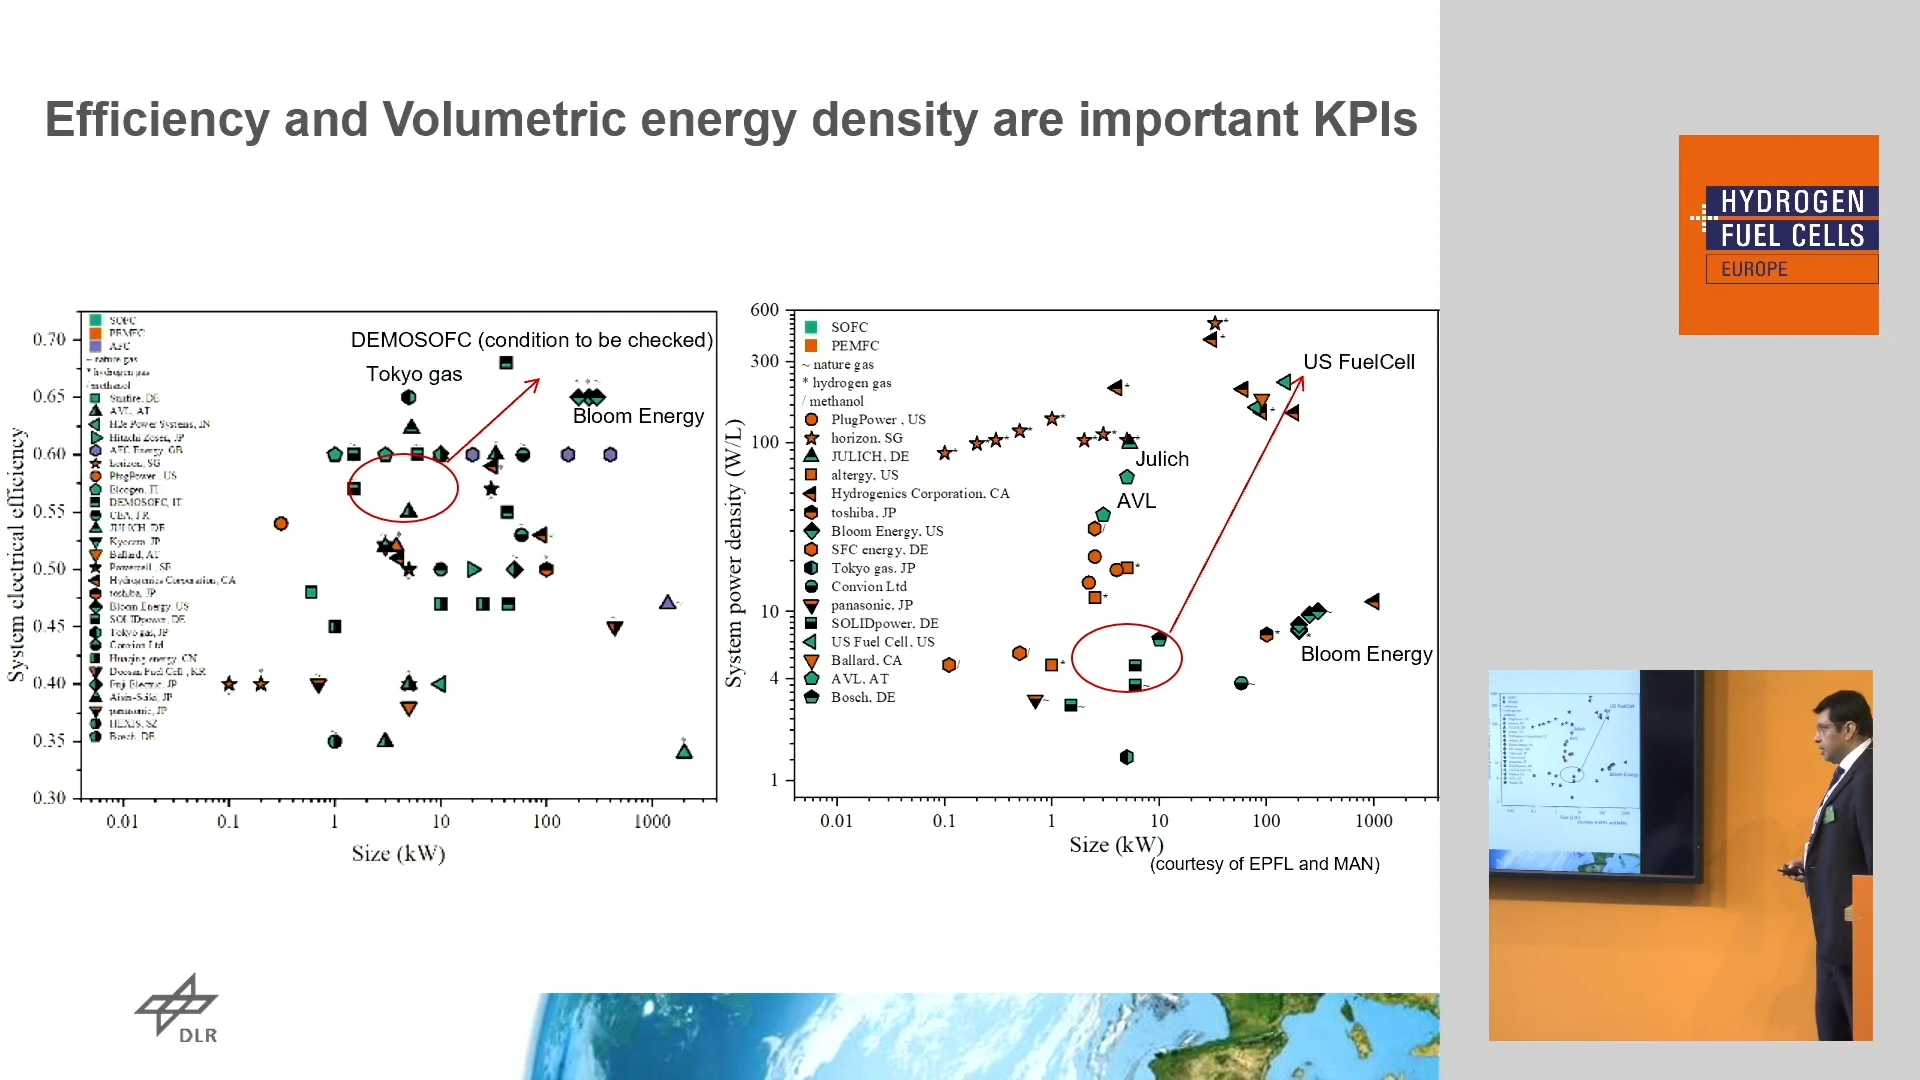 Efficiency and Volumetric energy density are important KPIs
HYDROGEN
FUEL CELLS
EUROPE
System electrical efficiency
0.70
0.65
0.60
0.55
0.50
0.45
0.40
0.35
0.30
SOFC
PEMFC
AFC
~ nature gas
* hydrogen gas
/ methanol
Sunfire, DE
AVL, AT
H2e Power Systems, IN
Hitachi Zosen, JP
AFC Energy, GB
horizon, SG
PlugPower, US
Elcogen, IT
DEMOSOFC, IT
CEA, FR
JULICH, DE
Kyocera, JP
Ballard, AT
Powercell, SE
Hydrogenics Corporation, CA
toshiba, JP
Bloom Energy, US
SOLIDpower, DE
Tokyo gas, JP
Convion Ltd
Huaqing energy, CN
Doosan Fuel Cell, KR
Fuji Electric, JP
Aisin-Seiki, JP
panasonic, JP
HEXIS, SZ
Bosch, DE
DEMOSOFC (condition to be checked)
Tokyo gas
Bloom Energy
0.01 0.1 1 10 100 1000
Size (kW)
System power density (W/L)
600
300
100
10
4
1
SOFC
PEMFC
~ nature gas
* hydrogen gas
/ methanol
PlugPower , US
horizon. SG
JULICH, DE
altergy, US
Hydrogenics Corporation, CA
toshiba, JP
Bloom Energy, US
SFC energy, DE
Tokyo gas. JP
Convion Ltd
panasonic, JP
SOLIDpower, DE
US Fuel Cell, US
Ballard, CA
AVL, AT
Bosch, DE
US FuelCell
Julich
AVL
Bloom Energy
0.01 0.1 1 10 100 1000
Size (kW)
(courtesy of EPFL and MAN)
DLR